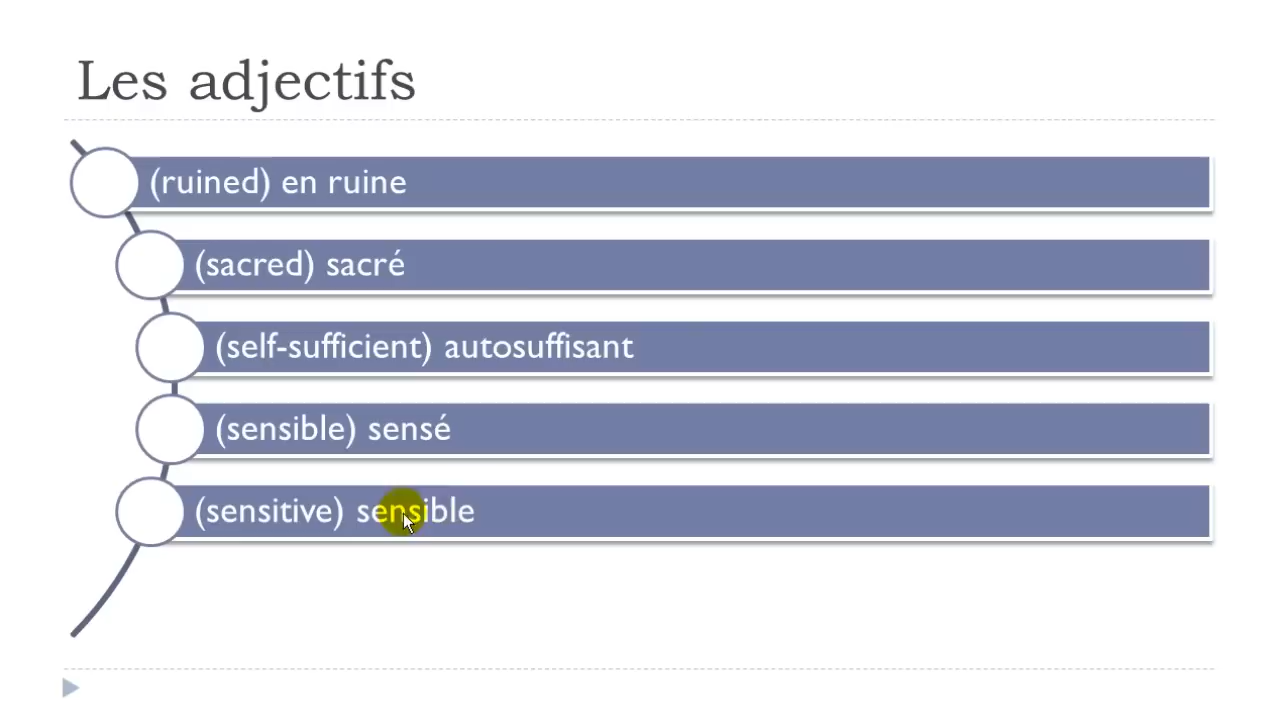 Les adjectifs
(ruined) en ruine
(sacred) sacré
(self-sufficient) autosuffisant
(sensible) sensé
(sensitive) sensible